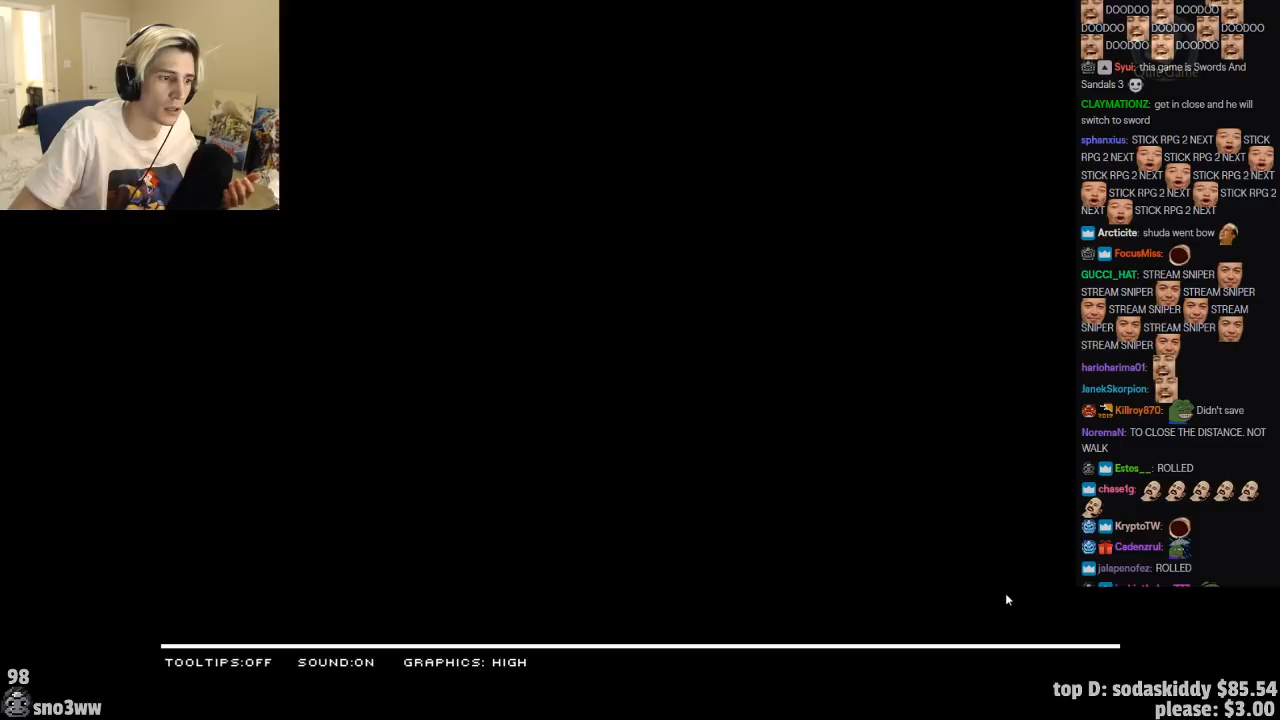 DOODOO DOODOO
DOODOO DOODOO DOODOO
DOODOO DOODOO
Syui: this game is Swords And
Sandals 3
Quit Game
CLAYMATIONZ: get in close and he will
switch to sword
sphanxius: STICK RPG 2 NEXT STICK
RPG 2 NEXT STICK RPG 2 NEXT
STICK RPG 2 NEXT STICK RPG 2 NEXT
STICK RPG 2 NEXT STICK RPG 2
NEXT STICK RPG 2 NEXT
Arcticite: shuda went bow
FocusMiss:
GUCCI_HAT: STREAM SNIPER
STREAM SNIPER STREAM SNIPER
STREAM SNIPER STREAM
SNIPER STREAM SNIPER
STREAM SNIPER
harioharima01:
JanekSkorpion:
Killroy870: Didn't save
NoremaN: TO CLOSE THE DISTANCE. NOT
WALK
Estos__: ROLLED
chase1g:
KryptoTW:
Cadenzrul:
jalapenofez: ROLLED
TOOLTIPS:OFF SOUND:ON GRAPHICS: HIGH
98
sno3ww
top D: sodaskiddy $85.54
please: $3.00